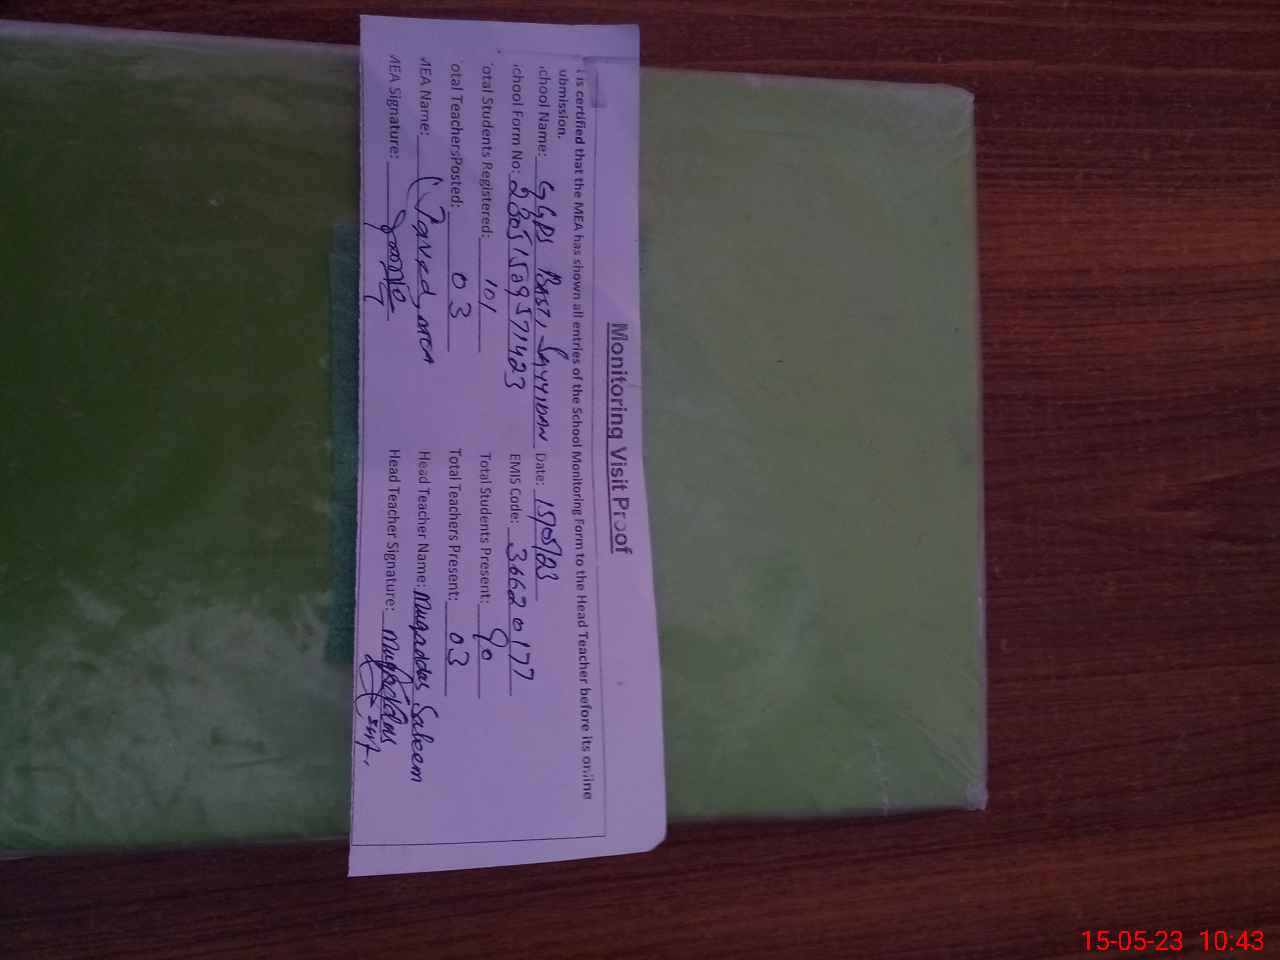 Monitoring Visit Proof
is certified that the MEA has shown all entries of the School Monitoring Form to the Head Teacher before its online
ubmission.
chool Name: GGPS BASTI SAYYIDAN Date: 15/05/23
chool Form No: EMIS Code: 36620177
otal Students Registered: 101 Total Students Present: 90
otal TeachersPosted: 03 Total Teachers Present: 03
MEA Name: Javed, MEA Head Teacher Name: Muqaddas Saleem
MEA Signature: Head Teacher Signature: Muqaddas
15-05-23 10:43